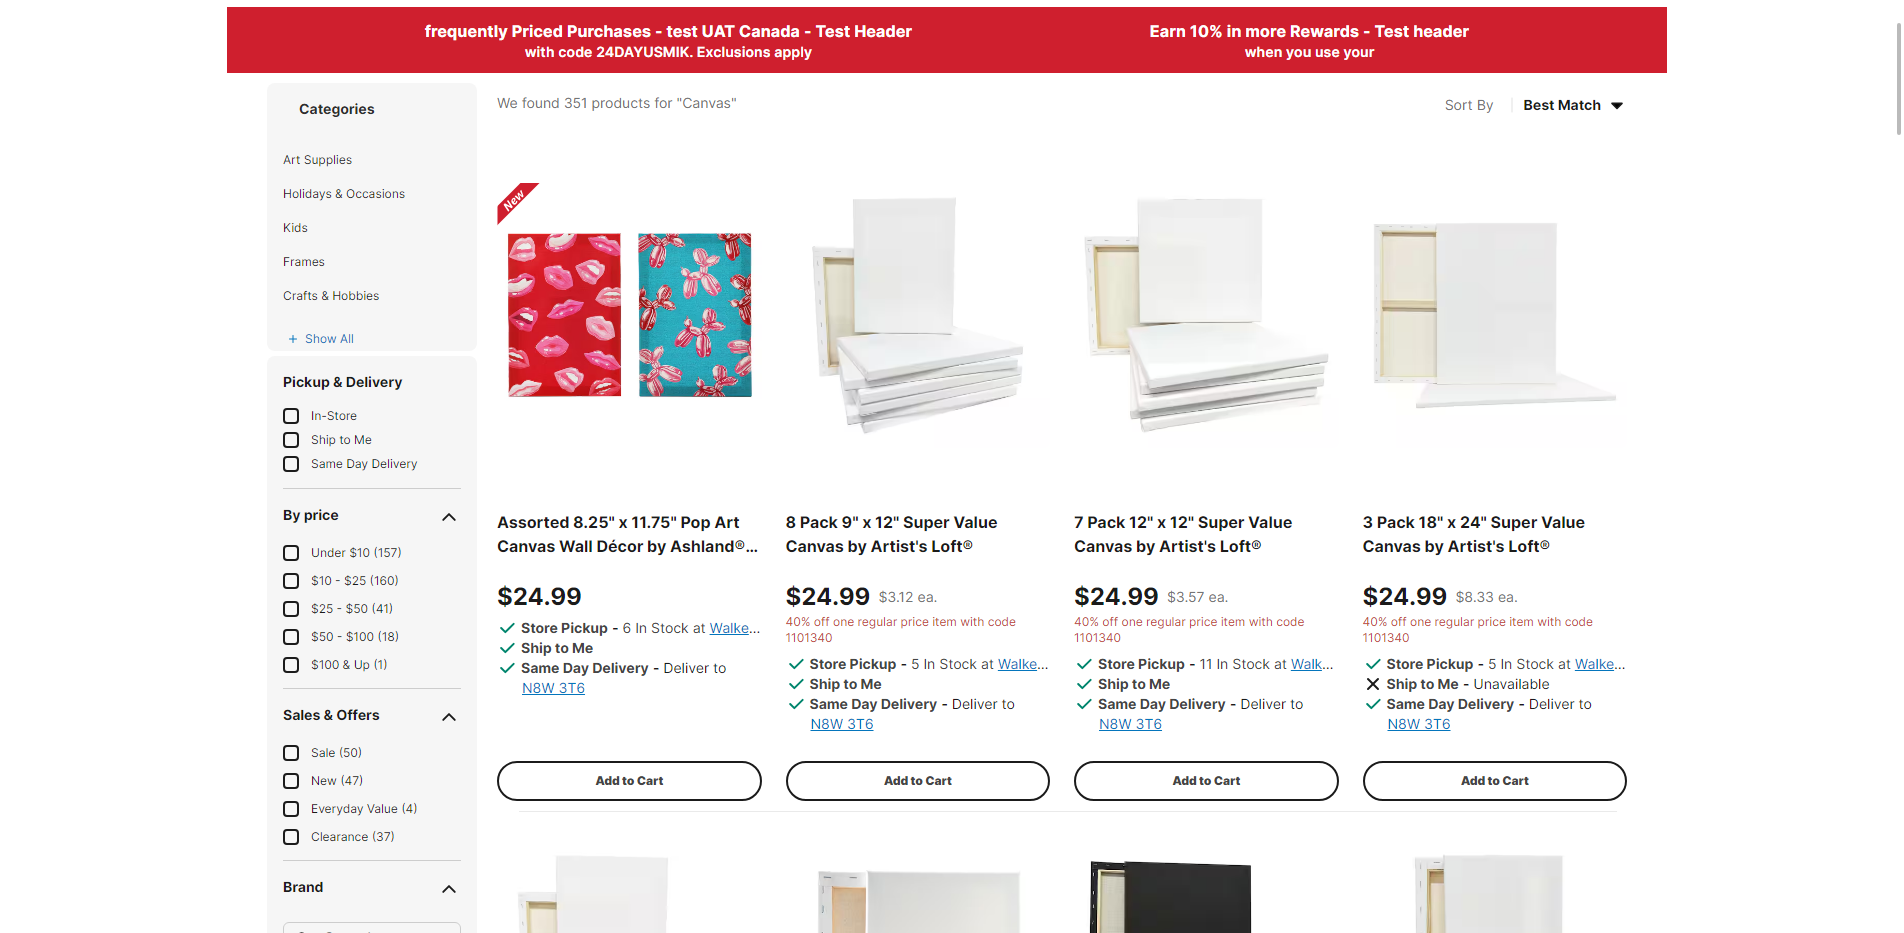 frequently Priced Purchases - test UAT Canada - Test Header
with code 24DAYUSMIK. Exclusions apply
Earn 10% in more Rewards - Test header
when you use your
Categories
Art Supplies
Holidays & Occasions
Kids
Frames
Crafts & Hobbies
+ Show All
Pickup & Delivery
In-Store
Ship to Me
Same Day Delivery
By price
Under $10 (157)
$10 - $25 (160)
$25 - $50 (41)
$50 - $100 (18)
$100 & Up (1)
Sales & Offers
Sale (50)
New (47)
Everyday Value (4)
Clearance (37)
Brand
We found 351 products for "Canvas"
Sort By
Best Match
New
Assorted 8.25" x 11.75" Pop Art
Canvas Wall Décor by Ashland®...
$24.99
Store Pickup - 6 In Stock at Walke...
Ship to Me
Same Day Delivery - Deliver to
N8W 3T6
Add to Cart
8 Pack 9" x 12" Super Value
Canvas by Artist's Loft®
$24.99 $3.12 ea.
40% off one regular price item with code
1101340
Store Pickup - 5 In Stock at Walke...
Ship to Me
Same Day Delivery - Deliver to
N8W 3T6
Add to Cart
7 Pack 12" x 12" Super Value
Canvas by Artist's Loft®
$24.99 $3.57 ea.
40% off one regular price item with code
1101340
Store Pickup - 11 In Stock at Walk...
Ship to Me
Same Day Delivery - Deliver to
N8W 3T6
Add to Cart
3 Pack 18" x 24" Super Value
Canvas by Artist's Loft®
$24.99 $8.33 ea.
40% off one regular price item with code
1101340
Store Pickup - 5 In Stock at Walke...
Ship to Me - Unavailable
Same Day Delivery - Deliver to
N8W 3T6
Add to Cart